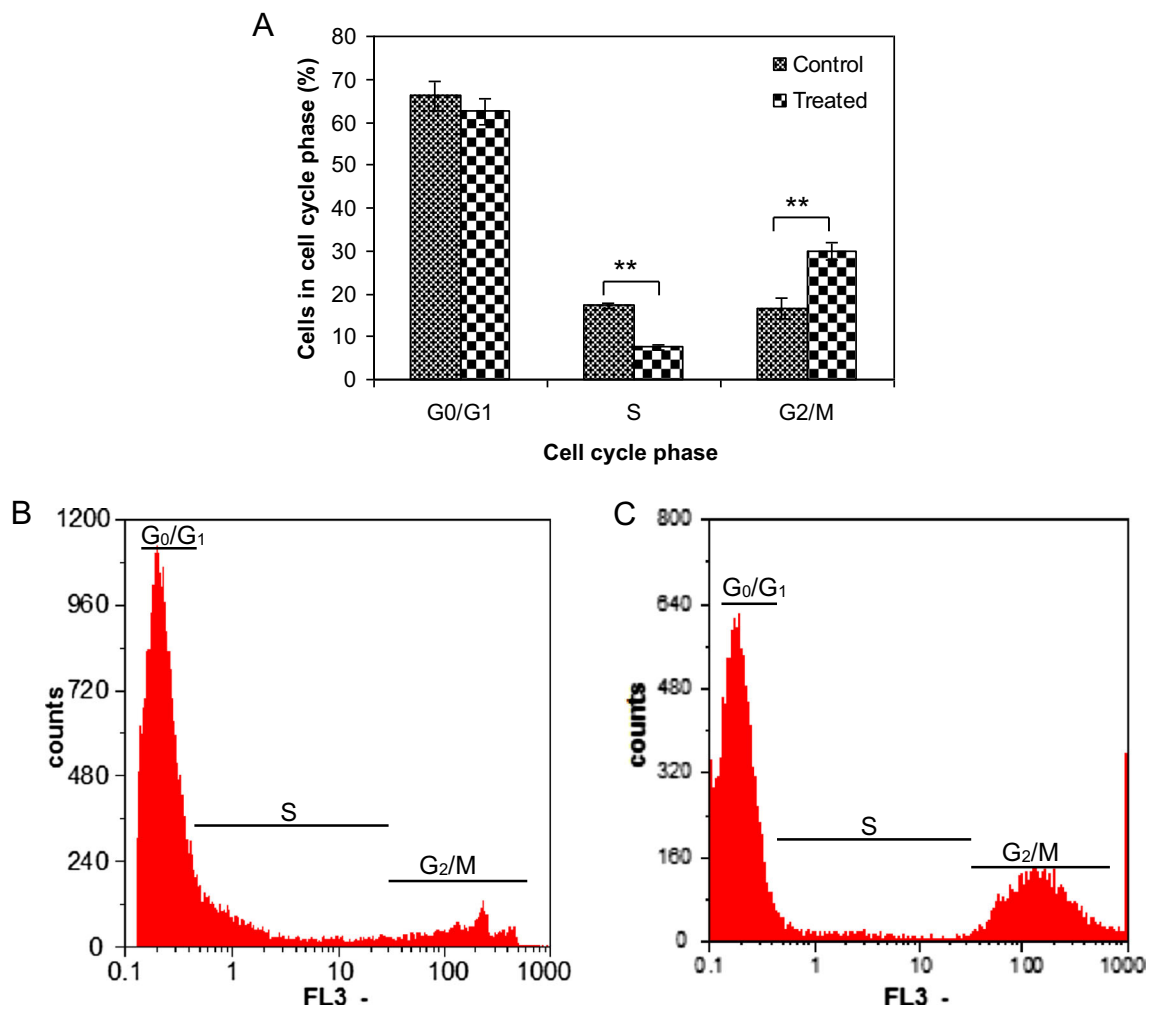 A
Cells in cell cycle phase (%)
80
70
60
50
40
30
20
10
0
Control
Treated
**
**
G0/G1
S
G2/M
Cell cycle phase
B
counts
1200
960
720
480
240
0
G0/G1
S
G2/M
0.1
1
10
100
1000
FL3 -
C
counts
800
640
480
320
160
0
G0/G1
S
G2/M
0.1
1
10
100
1000
FL3 -